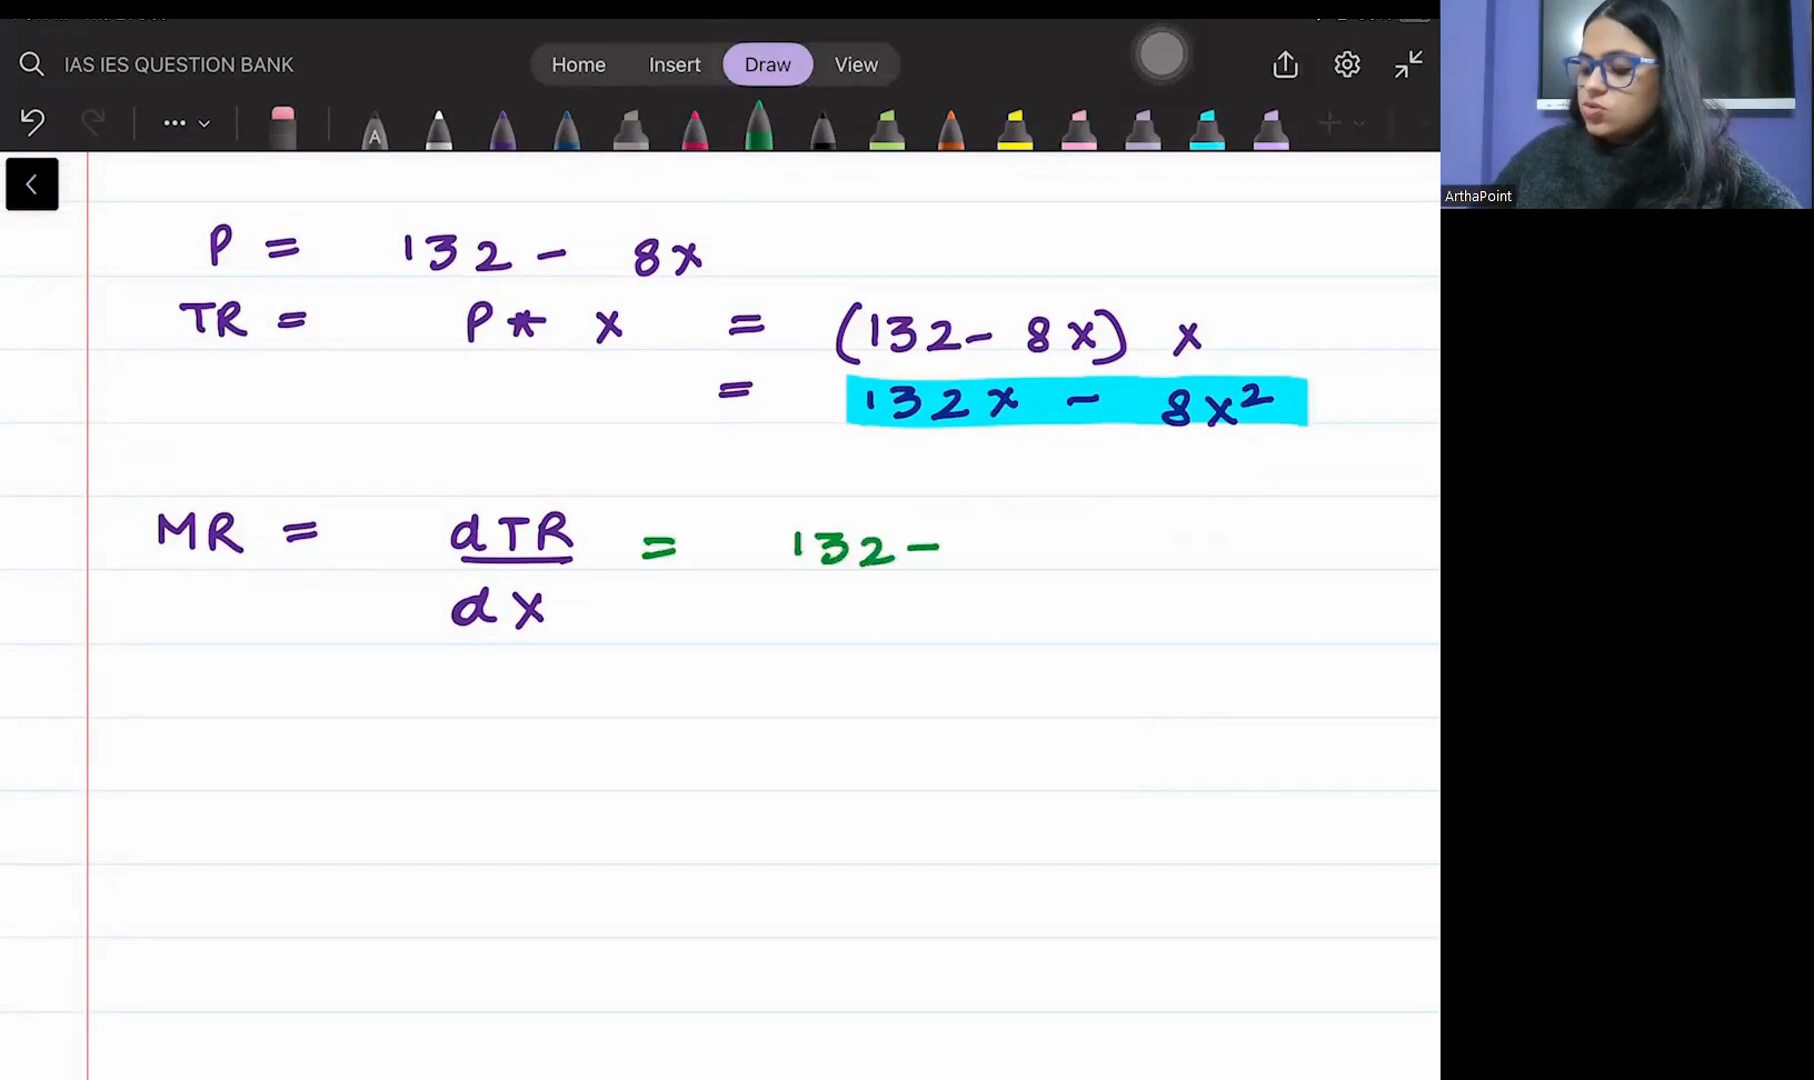 IAS IES QUESTION BANK
Home Insert Draw View
A
ArthaPoint
P = 132 - 8x
TR = P * x = (132 - 8x) x
= 132x - 8x²
MR = dTR = 132 -
dx